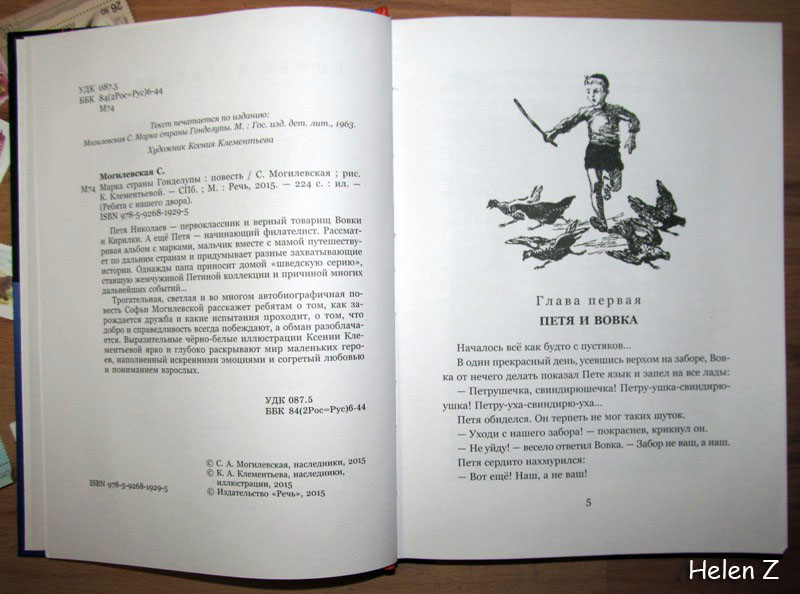 УДК 087.5
ББК 84(2Рос=Рус)6-44
М74
Текст печатается по изданию:
Могилевская С. Марка страны Гонделупы. М. : Гос. изд. дет. лит., 1963.
Художник Ксения Клементьева
Могилевская С.
М74 Марка страны Гонделупы : повесть / С. Могилевская ; рис.
К. Клементьевой. — СПб. ; М. : Речь, 2015. — 224 с. : ил. —
(Ребята с нашего двора).
ISBN 978-5-9268-1929-5
Петя Николаев — первоклассник и верный товарищ Вовки
и Кирилки. А ещё Петя — начинающий филателист. Рассмат-
ривая альбом с марками, мальчик вместе с мамой путешеству-
ет по дальним странам и придумывает разные захватывающие
истории. Однажды папа приносит домой «шведскую серию»,
ставшую жемчужиной Петиной коллекции и причиной многих
дальнейших событий...
Трогательная, светлая и во многом автобиографичная по-
весть Софьи Могилевской расскажет ребятам о том, как за-
рождается дружба и какие испытания проходит, о том, что
добро и справедливость всегда побеждают, а обман разоблача-
ется. Выразительные чёрно-белые иллюстрации Ксении Кле-
ментьевой ярко и глубоко раскрывают мир маленьких геро-
ев, наполненный искренними эмоциями и согретый любовью
и пониманием взрослых.
УДК 087.5
ББК 84(2Рос=Рус)6-44
© С. А. Могилевская, наследники, 2015
© К. А. Клементьева, наследники,
иллюстрации, 2015
© Издательство «Речь», 2015
ISBN 978-5-9268-1929-5
Глава первая
ПЕТЯ И ВОВКА
Началось всё как будто с пустяков...
В один прекрасный день, усевшись верхом на заборе, Вов-
ка от нечего делать показал Пете язык и запел на все лады:
— Петрушечка, свиндирюшечка! Петру-ушка-свиндирю-
ушка! Петру-уха-свиндирю-уха...
Петя обиделся. Он терпеть не мог таких шуток.
— Уходи с нашего забора! — покраснев, крикнул он.
— Не уйду! — весело ответил Вовка. — Забор не ваш, а наш.
Петя сердито нахмурился:
— Вот ещё! Наш, а не ваш!
5
Helen Z